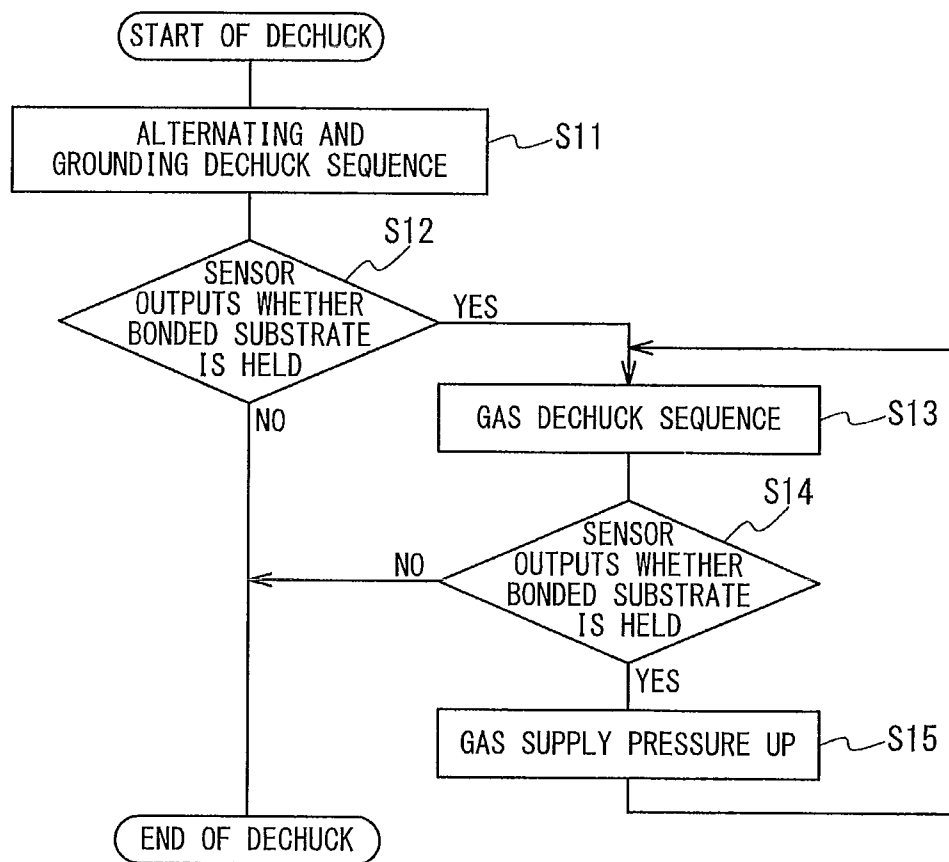 START OF DECHUCK
ALTERNATING AND
GROUNDING DECHUCK SEQUENCE
S11
S12
SENSOR
OUTPUTS WHETHER
BONDED SUBSTRATE
IS HELD
YES
NO
GAS DECHUCK SEQUENCE
S13
S14
SENSOR
OUTPUTS WHETHER
BONDED SUBSTRATE
IS HELD
NO
YES
GAS SUPPLY PRESSURE UP
S15
END OF DECHUCK